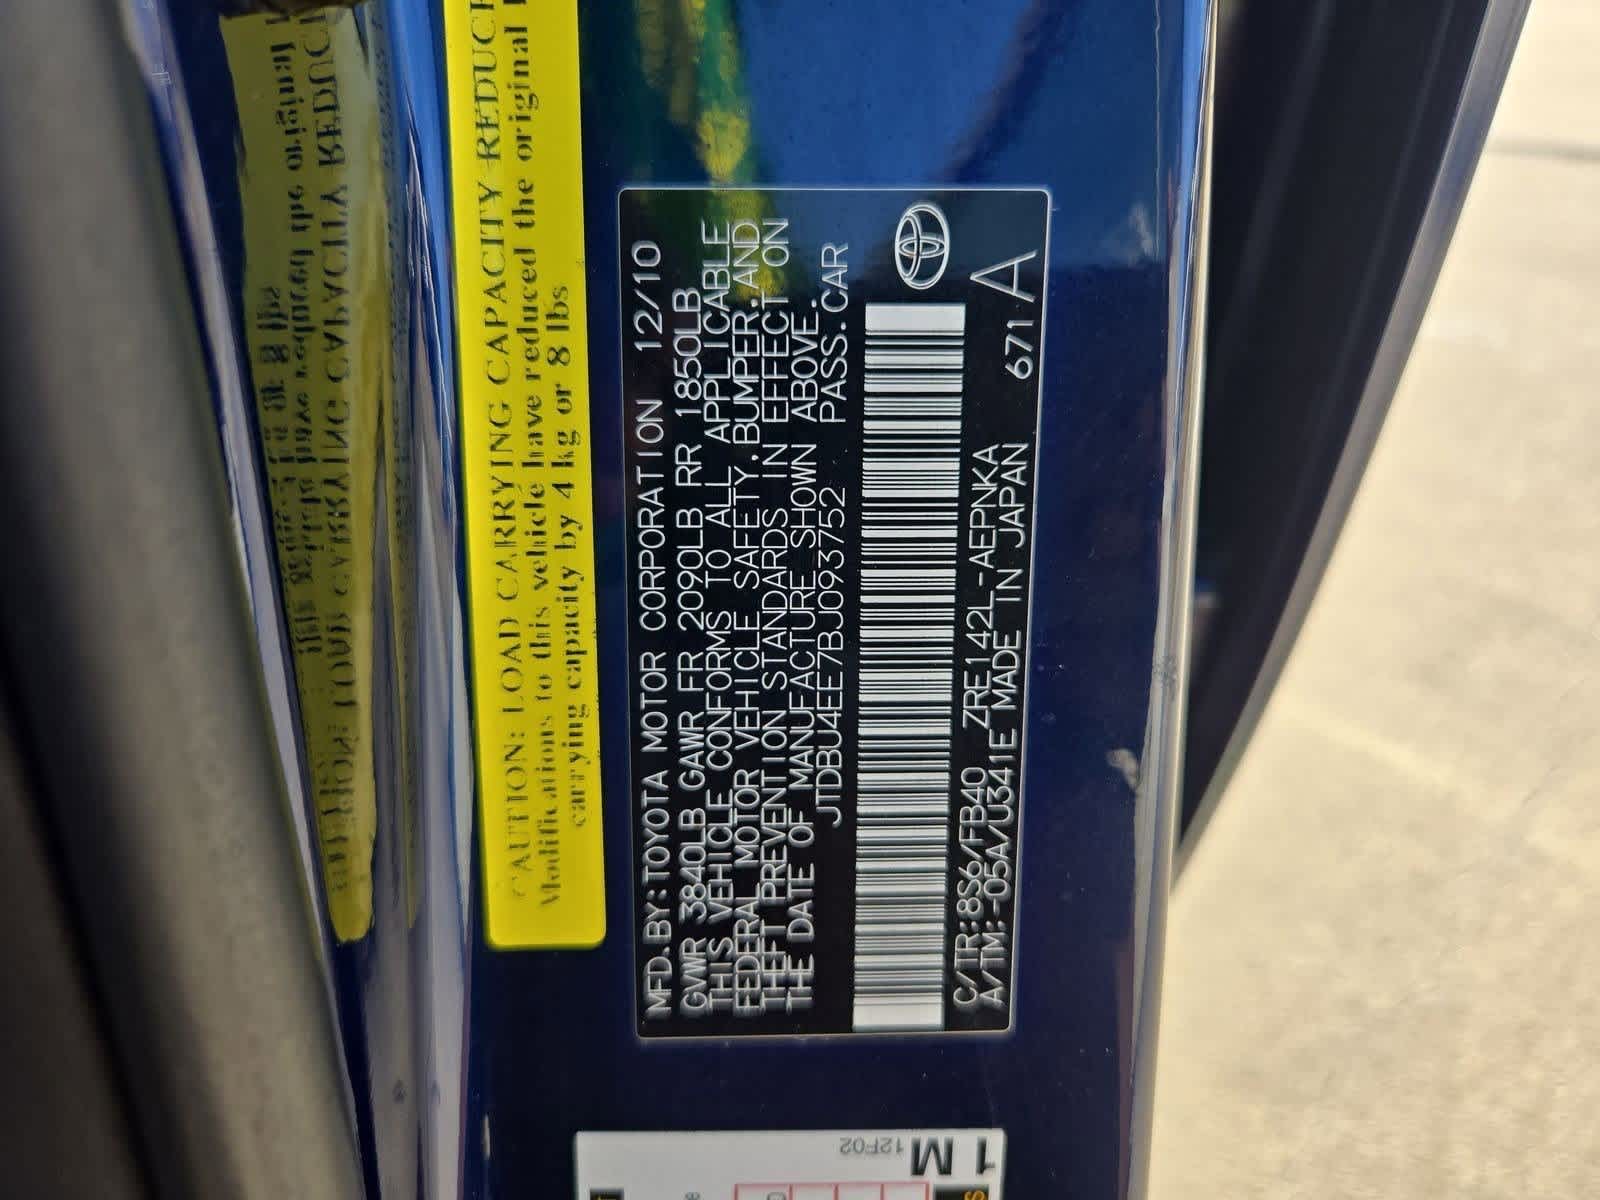 CAUTION: LOAD CARRYING CAPACITY REDUCE
Modifications to this vehicle have reduced the original
carrying capacity by 4 kg or 8 lbs
MFD.BY:TOYOTA MOTOR CORPORATION 12/10
GVWR 3840LB GAWR FR 2090LB RR 1850LB
THIS VEHICLE CONFORMS TO ALL APPLICABLE
FEDERAL MOTOR VEHICLE SAFETY,BUMPER,AND
THEFT PREVENTION STANDARDS IN EFFECT ON
THE DATE OF MANUFACTURE SHOWN ABOVE.
JTDBU4EE7BJ093752 PASS.CAR
C/TR:8S6/FB40 ZRE142L-AEPNKA
A/TM:-05A/U341E MADE IN JAPAN 671 A
1 M
12F02